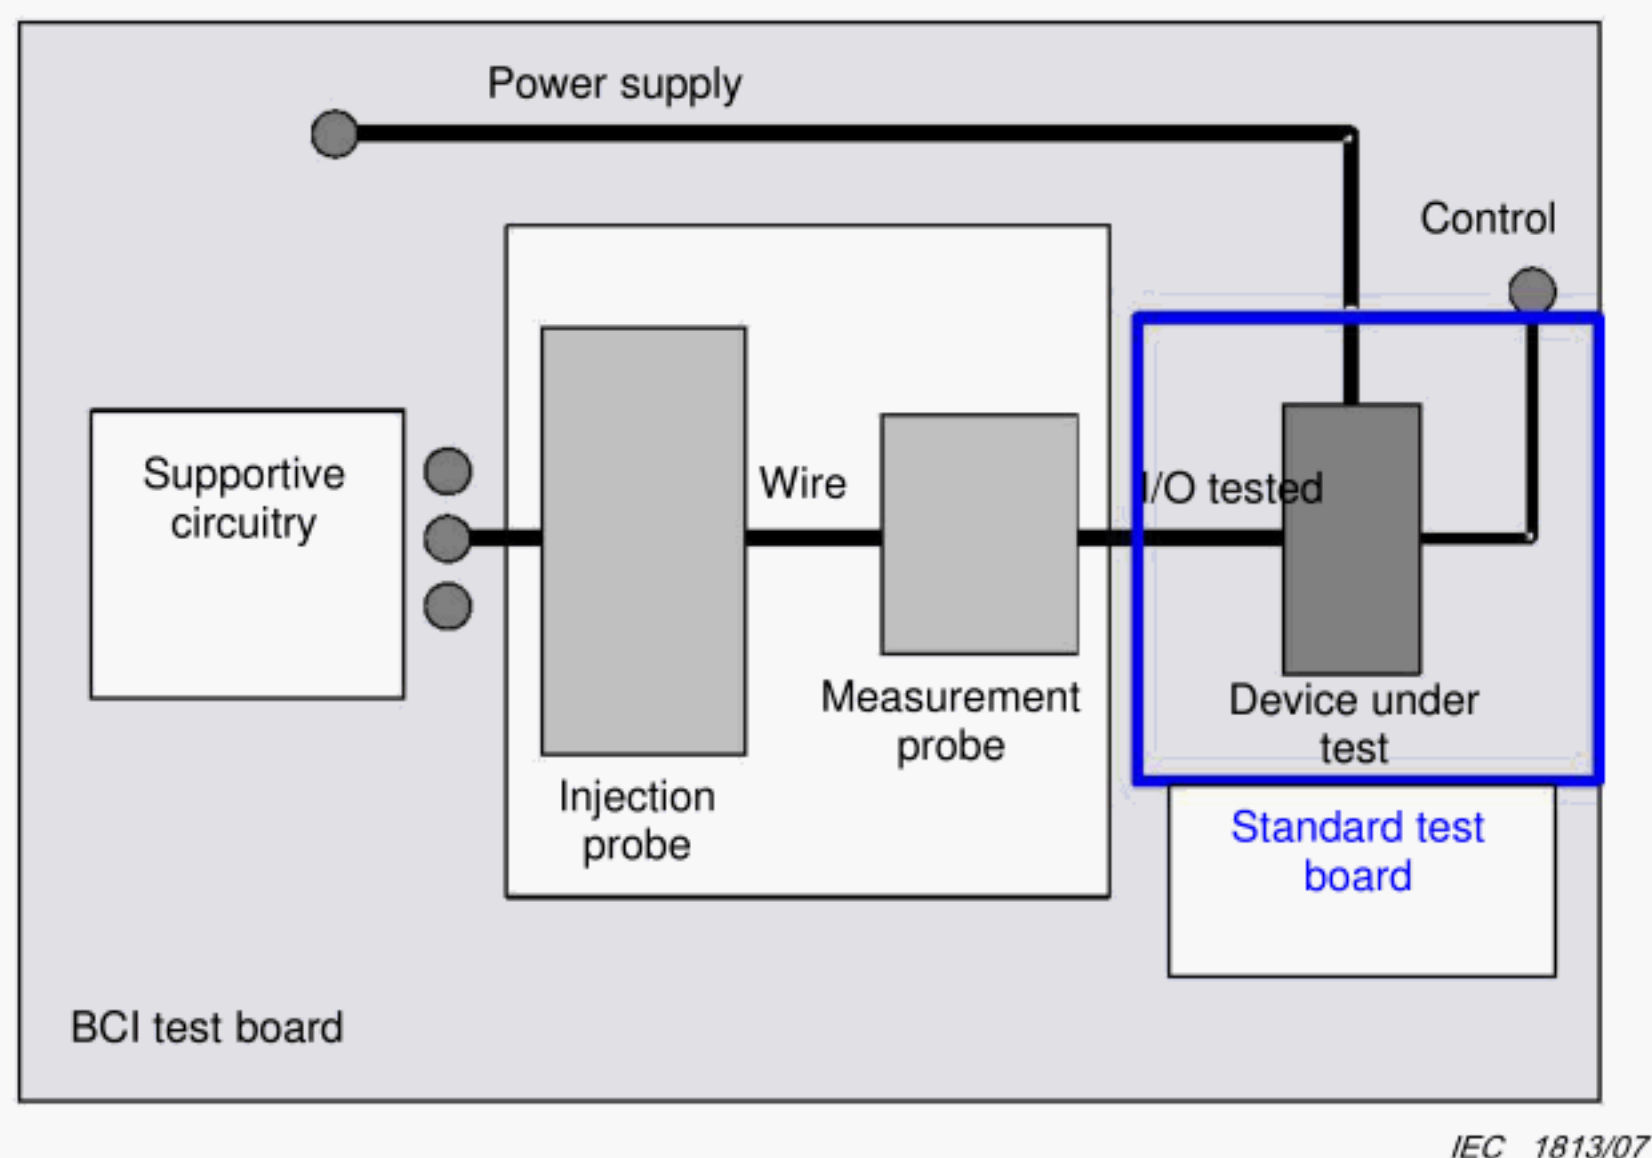 Power supply
Control
Supportive
circuitry
Wire
I/O tested
Measurement
probe
Device under
test
Injection
probe
Standard test
board
BCI test board
IEC 1813/07